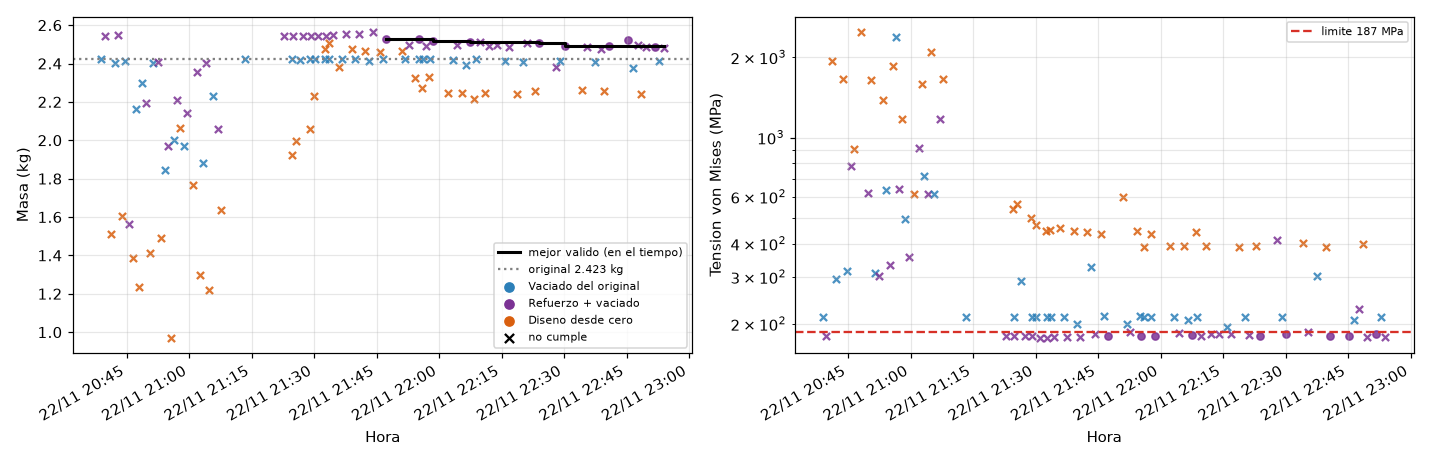 2.6
2.4
2.2
2.0
1.8
1.6
1.4
1.2
1.0
Masa (kg)
mejor valido (en el tiempo)
original 2.423 kg
Vaciado del original
Refuerzo + vaciado
Diseno desde cero
no cumple
22/11 20:45
22/11 21:00
22/11 21:15
22/11 21:30
22/11 21:45
22/11 22:00
22/11 22:15
22/11 22:30
22/11 22:45
22/11 23:00
Hora
limite 187 MPa
2 × 10³
10³
6 × 10²
4 × 10²
3 × 10²
2 × 10²
Tension von Mises (MPa)
22/11 20:45
22/11 21:00
22/11 21:15
22/11 21:30
22/11 21:45
22/11 22:00
22/11 22:15
22/11 22:30
22/11 22:45
22/11 23:00
Hora